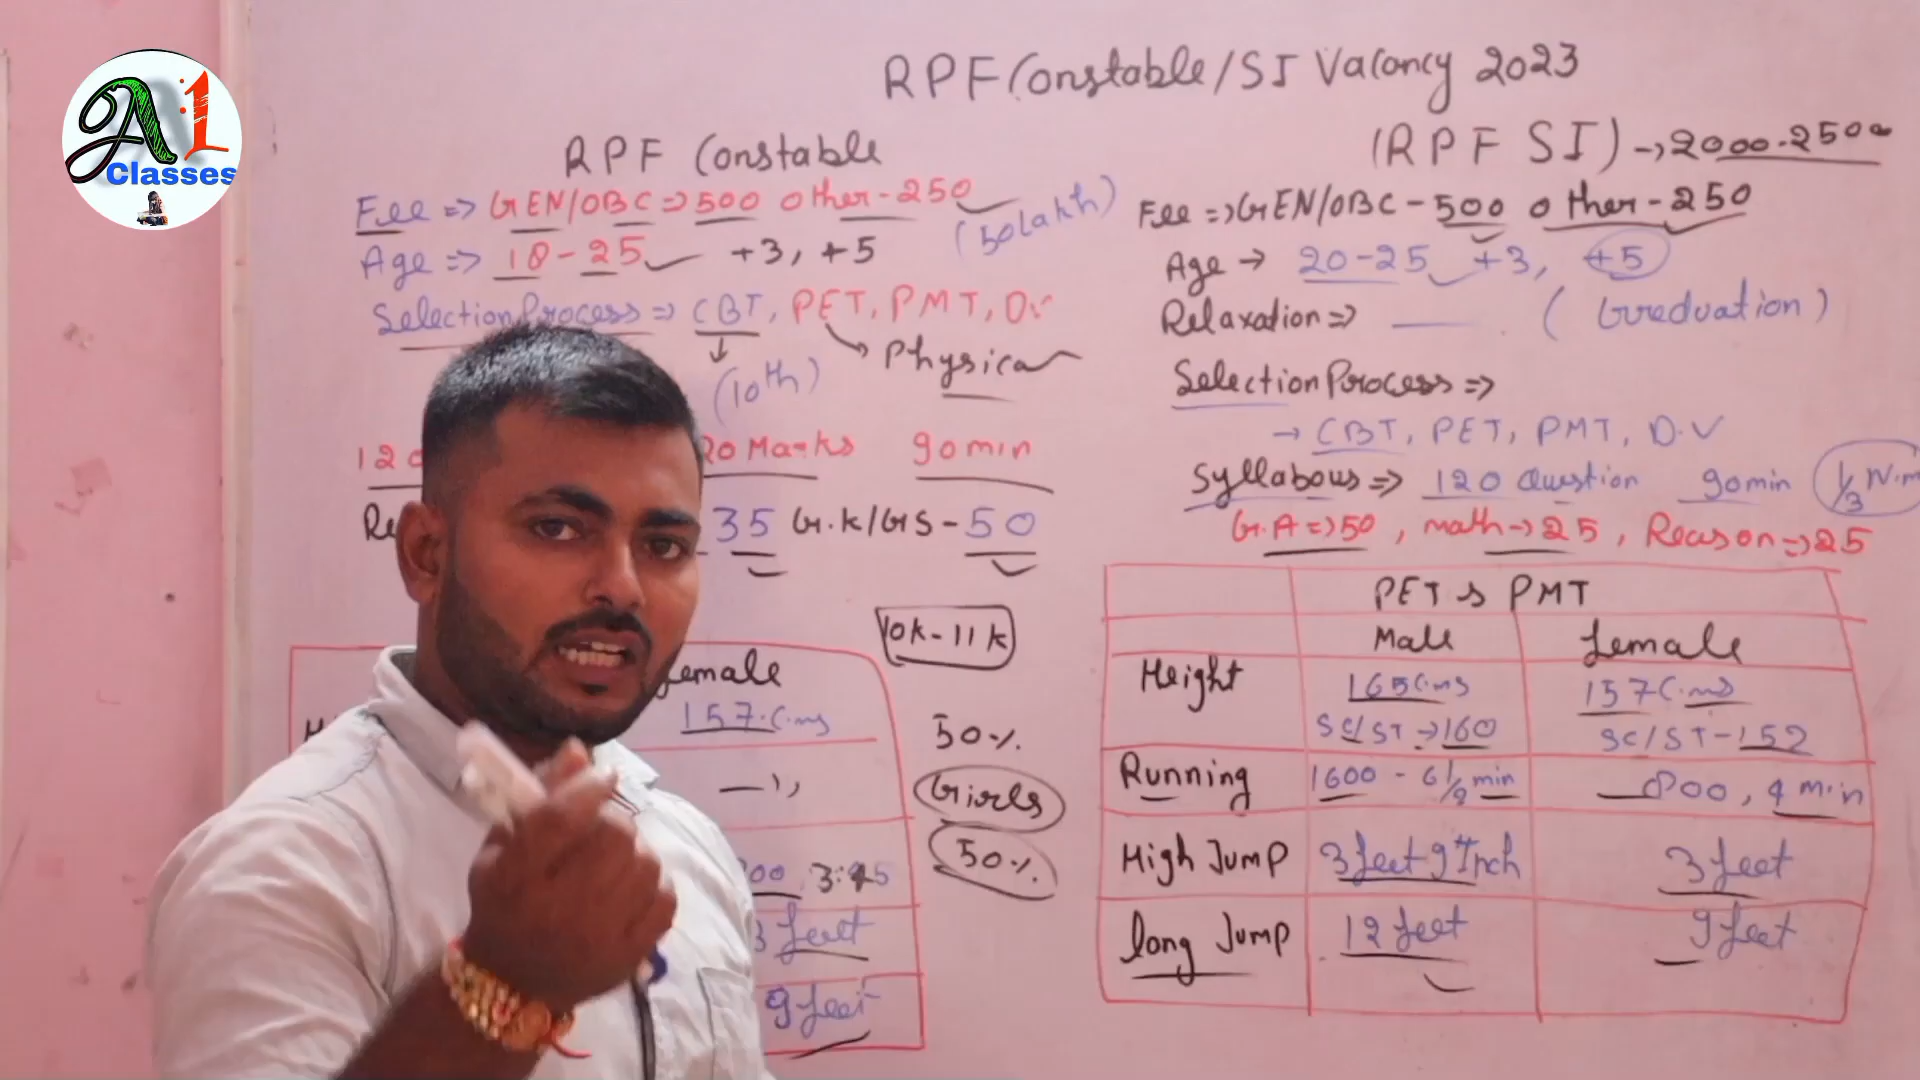 A1
Classes
RPF Constable/SI Vacancy 2023
RPF Constable
Fee => GEN/OBC => 500 Other - 250
(50 lakh)
Age => 18 - 25 +3, +5
Selection Process => CBT, PET, PMT, D.V
Physical
(10th)
20 Marks 90 min
35 G.K/GS - 50
10k - 11k
Female
157 C.ms
3:45
3 feet
9 feet
50%
Girls
50%
(RPF SI) → 2000 - 2500
Fee => GEN/OBC - 500 Other - 250
Age → 20 - 25 +3, +5
Relaxation => (Greduation)
Selection Process =>
→ CBT, PET, PMT, D.V
Syllabous => 120 Question 90 min 1/3 N.m
G.A => 50, math → 25, Reason => 25
PET & PMT
Male Female
Height 165 C.ms 157 C.ms
SC/ST → 160 SC/ST - 152
Running 1600 - 6 1/2 min 800, 4 min
High Jump 3 feet 9 Inch 3 feet
long Jump 12 feet 9 feet